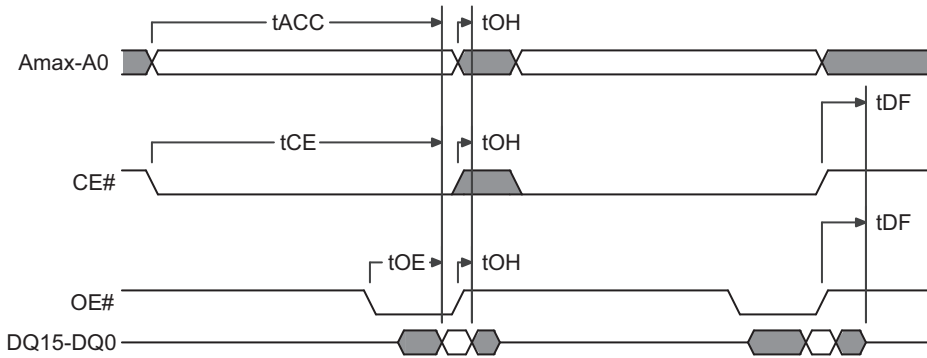 tACC tOH
Amax-A0
tDF
tCE tOH
CE#
tDF
tOE tOH
OE#
DQ15-DQ0